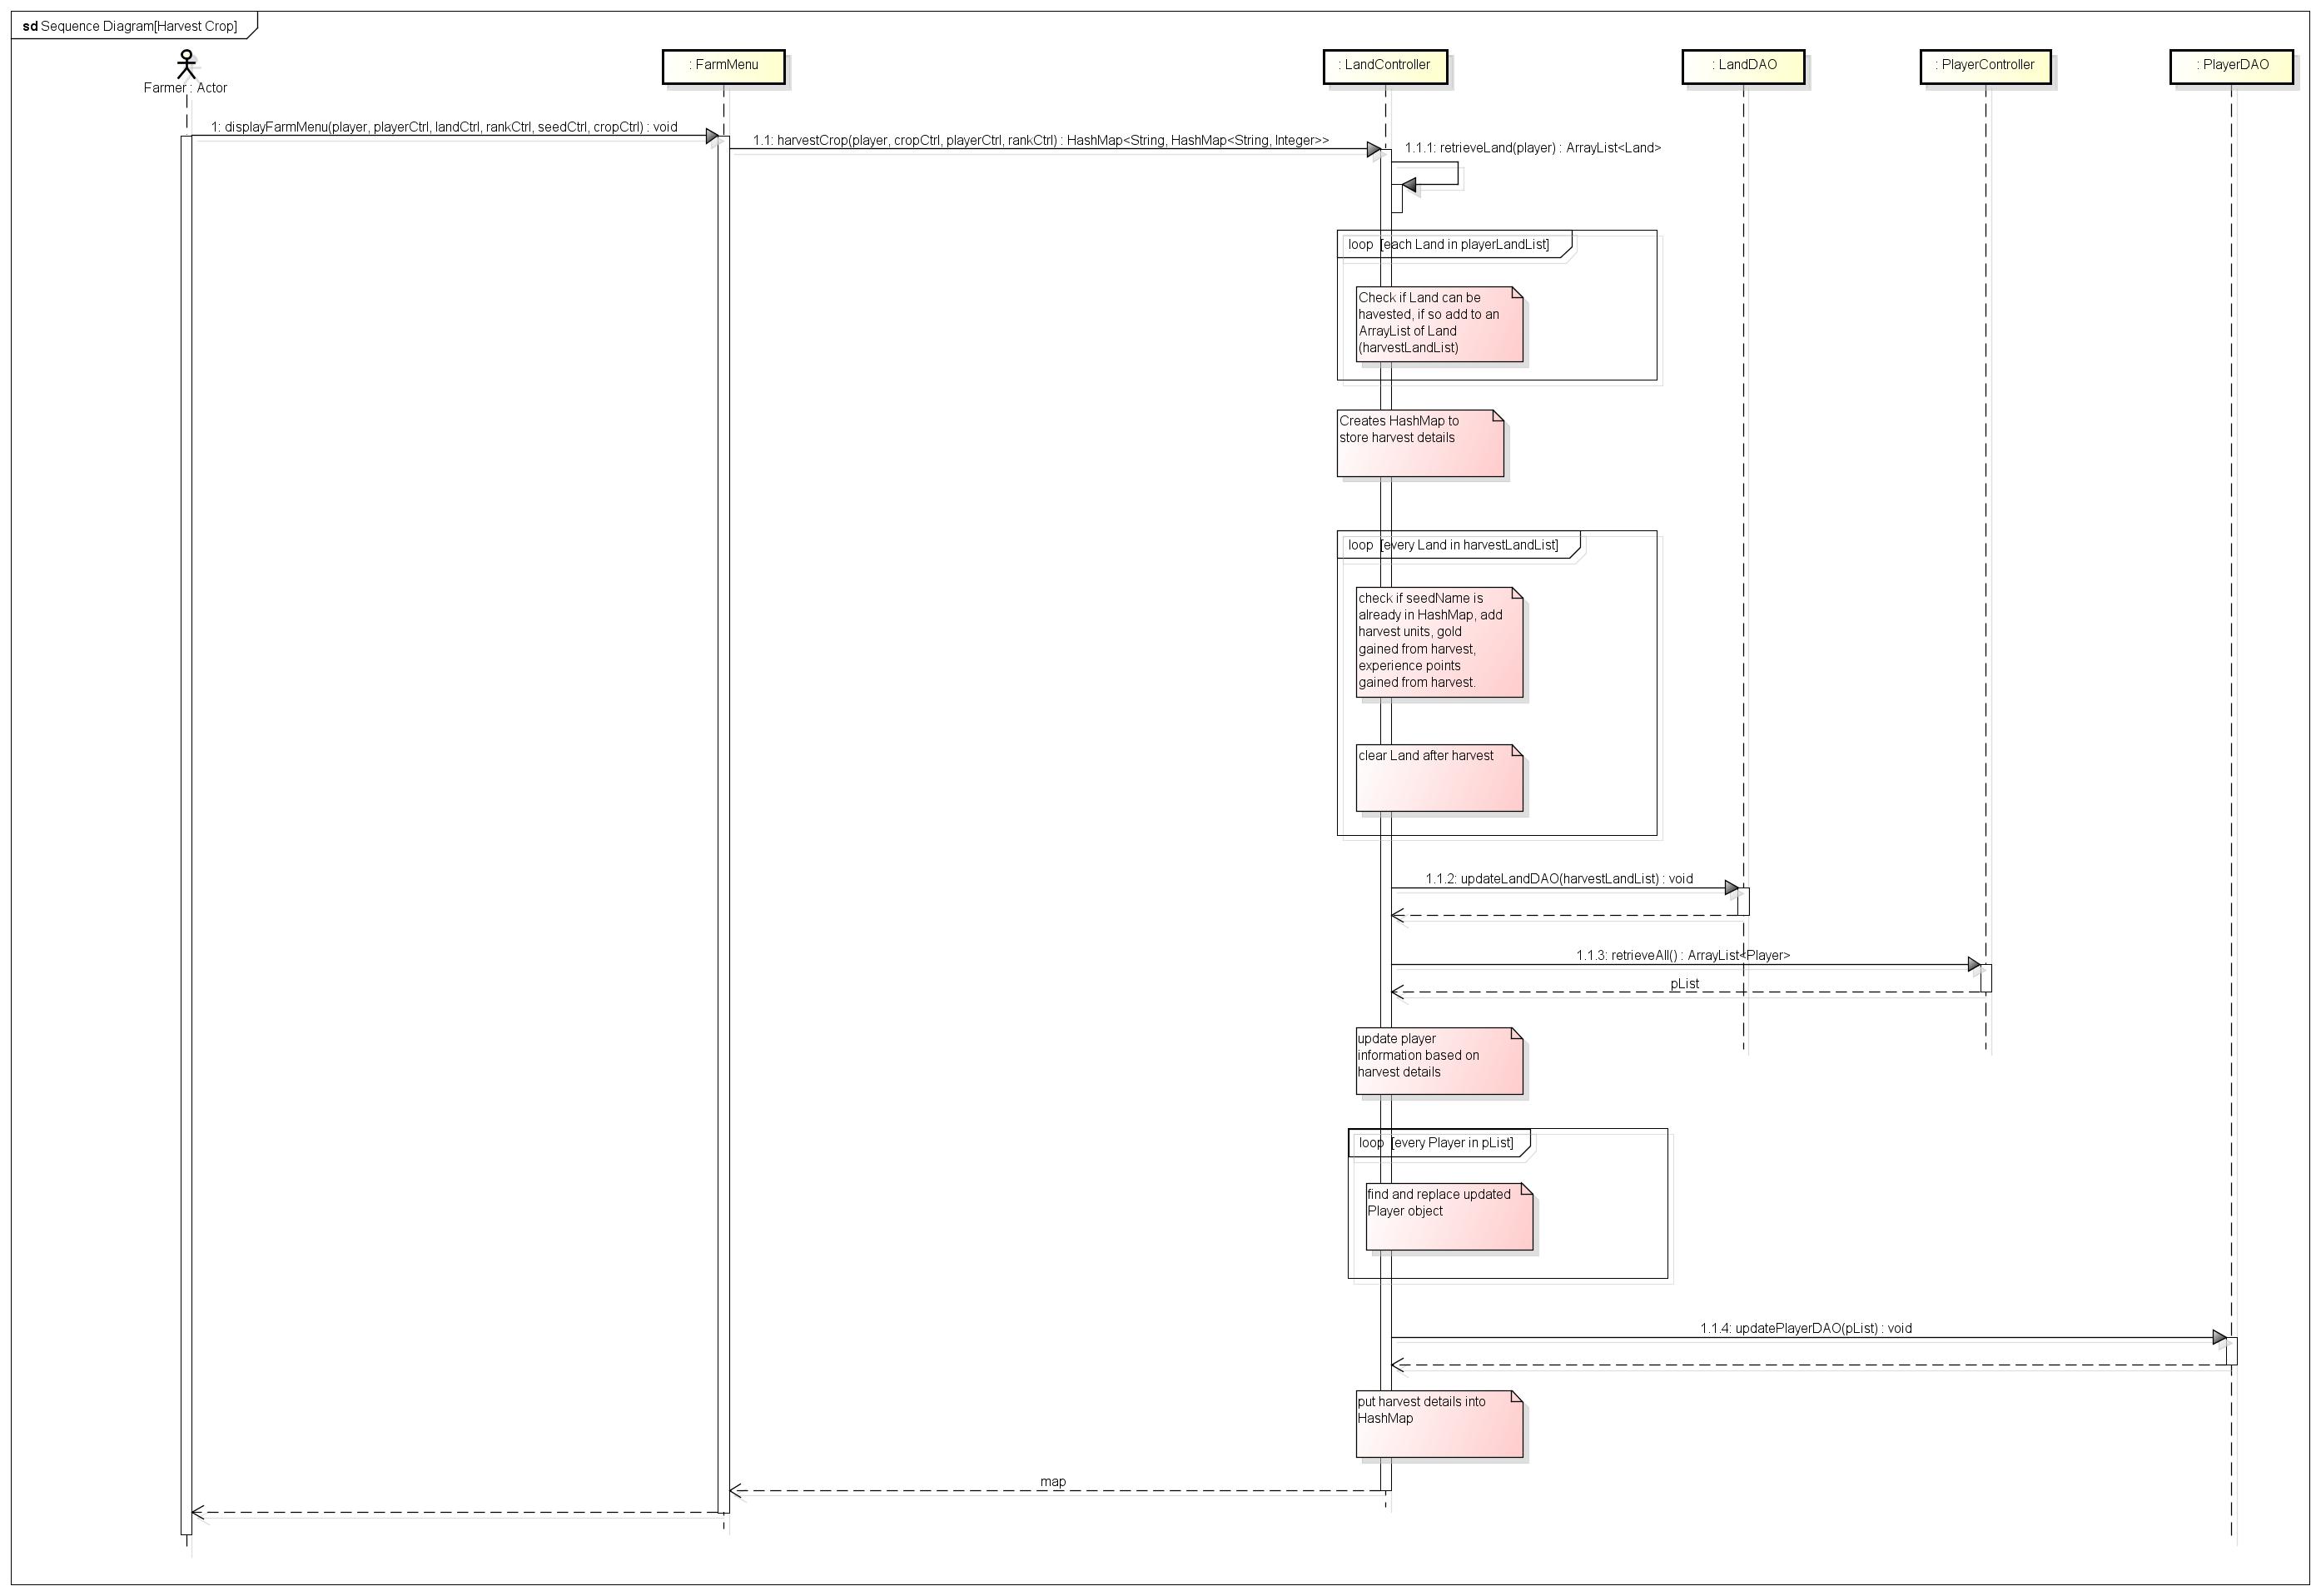 sd Sequence Diagram[Harvest Crop]
Farmer : Actor
: FarmMenu
: LandController
: LandDAO
: PlayerController
: PlayerDAO
1: displayFarmMenu(player, playerCtrl, landCtrl, rankCtrl, seedCtrl, cropCtrl) : void
1.1: harvestCrop(player, cropCtrl, playerCtrl, rankCtrl) : HashMap<String, HashMap<String, Integer>>
1.1.1: retrieveLand(player) : ArrayList<Land>
loop [each Land in playerLandList]
Check if Land can be
havested, if so add to an
ArrayList of Land
(harvestLandList)
Creates HashMap to
store harvest details
loop [every Land in harvestLandList]
check if seedName is
already in HashMap, add
harvest units, gold
gained from harvest,
experience points
gained from harvest.
clear Land after harvest
1.1.2: updateLandDAO(harvestLandList) : void
1.1.3: retrieveAll() : ArrayList<Player>
pList
update player
information based on
harvest details
loop [every Player in pList]
find and replace updated
Player object
1.1.4: updatePlayerDAO(pList) : void
put harvest details into
HashMap
map